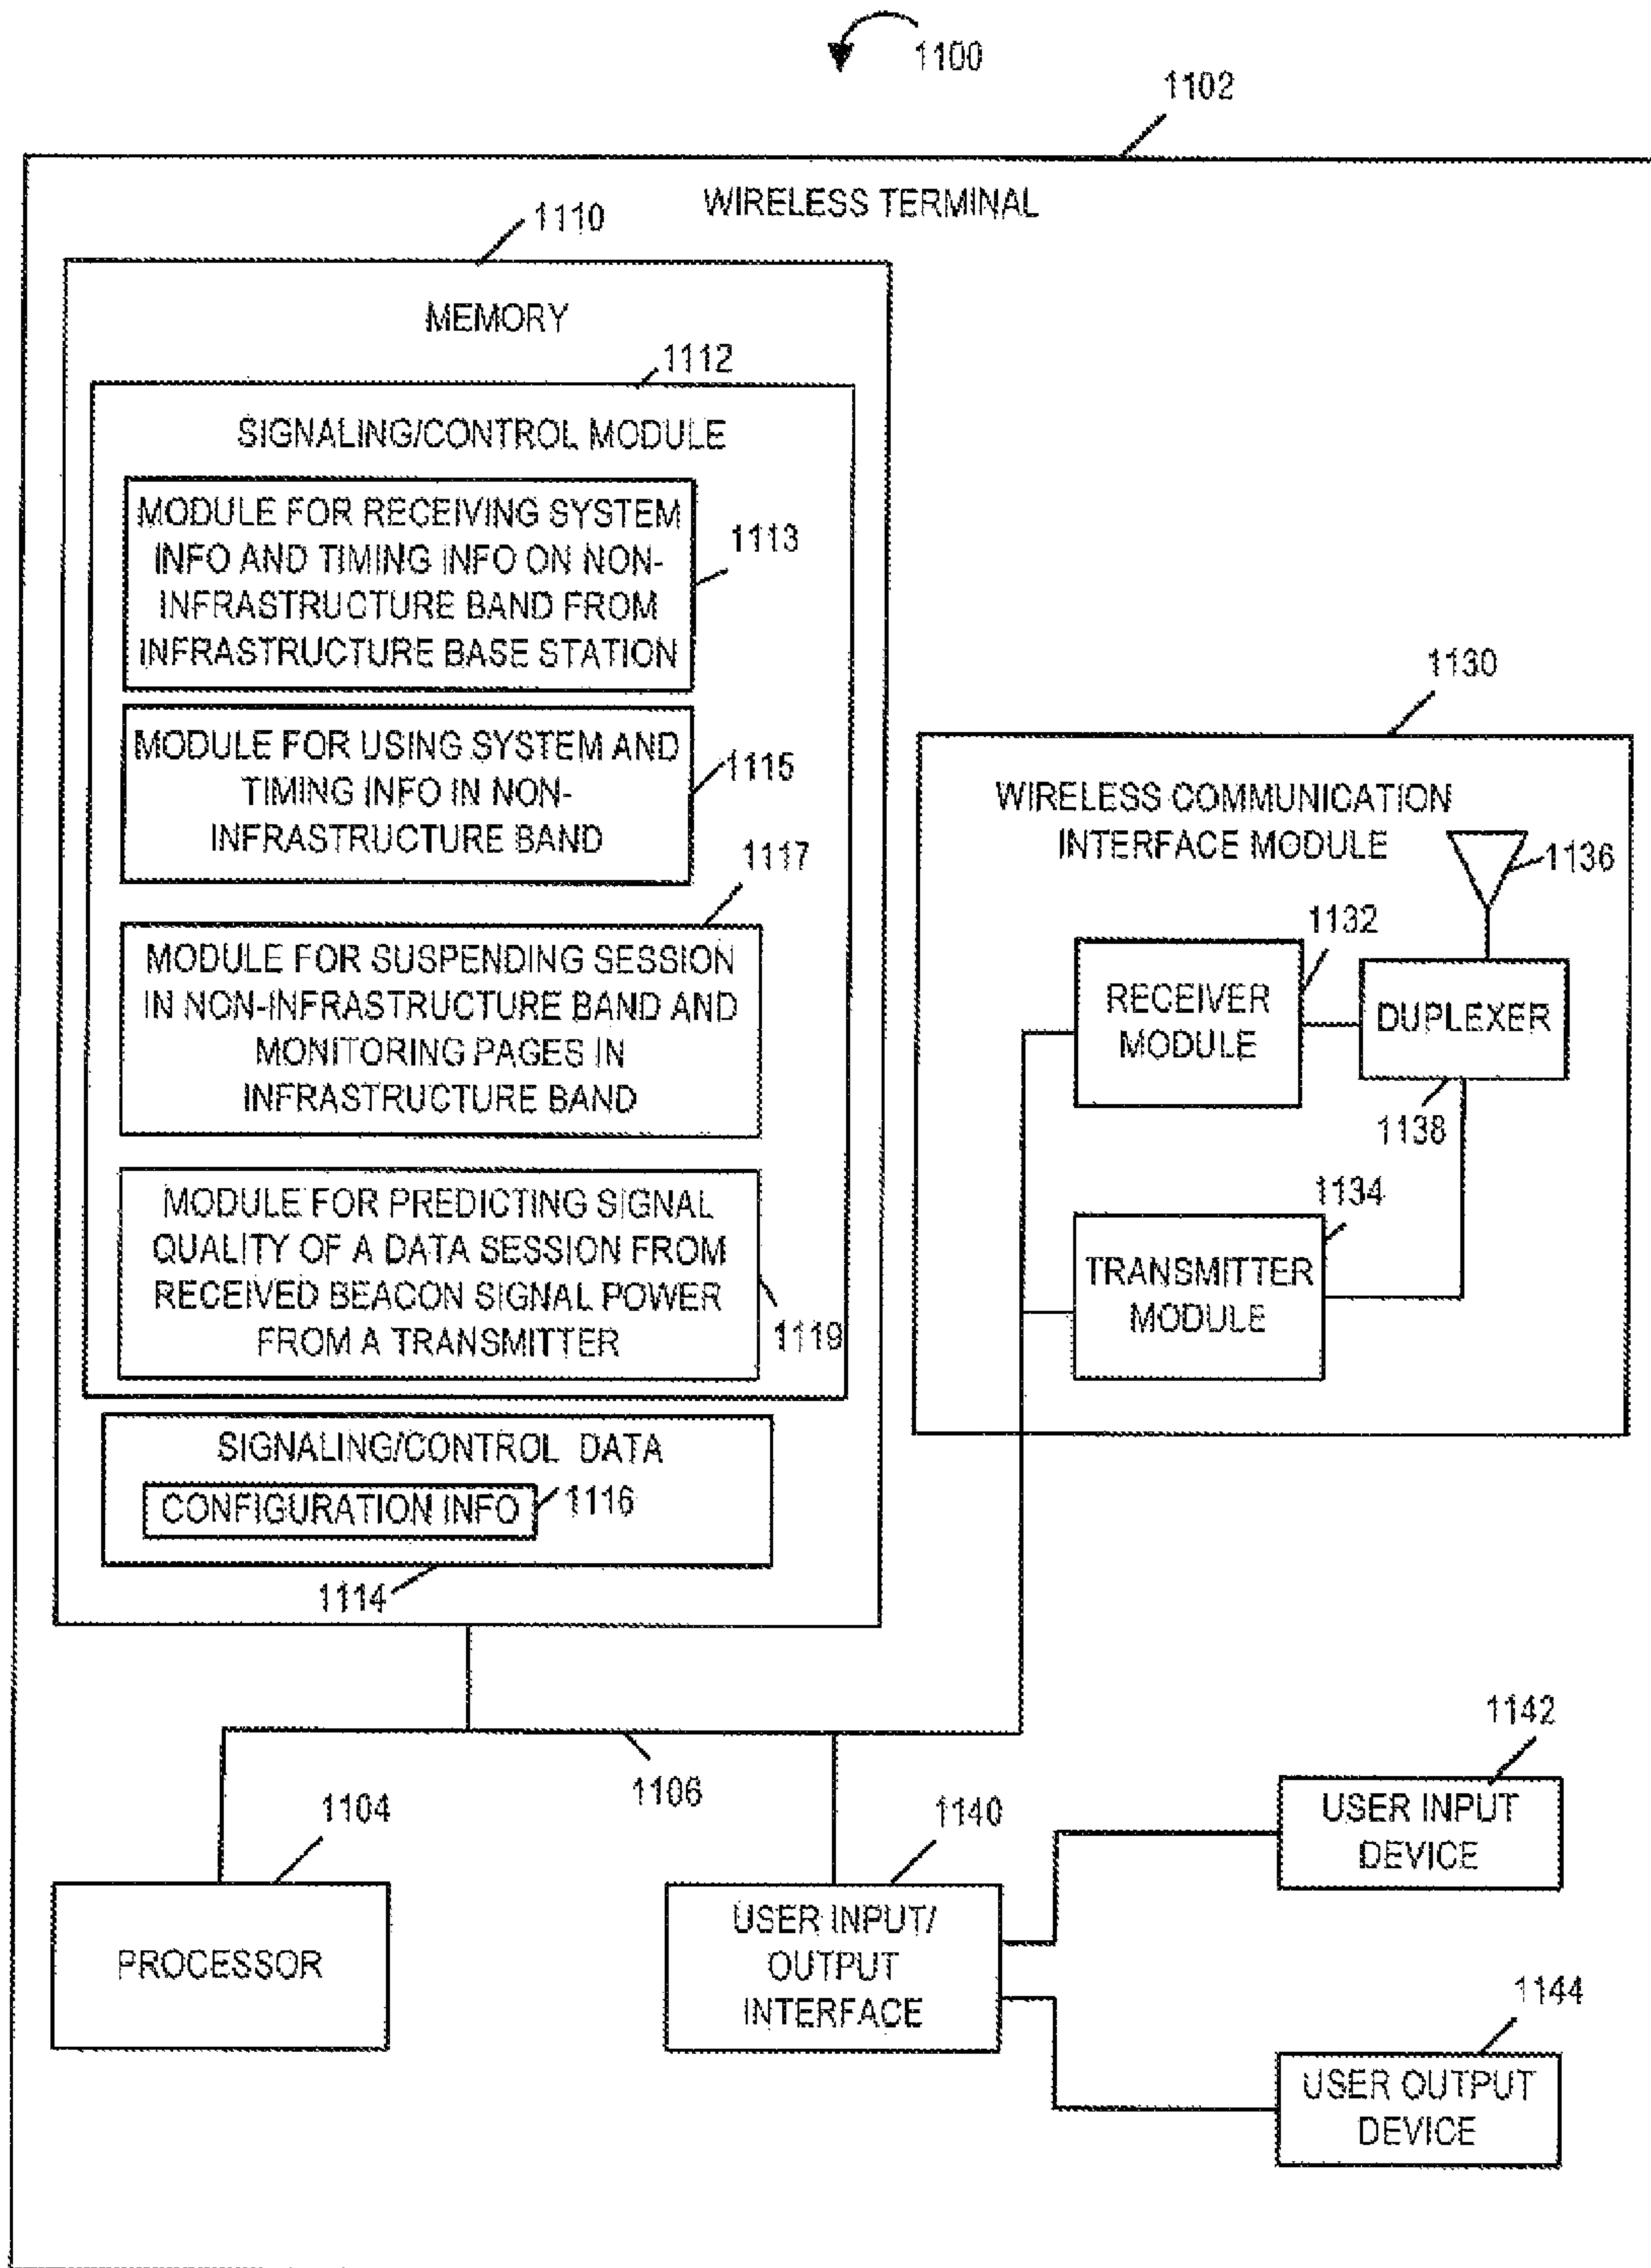 1100
1102
WIRELESS TERMINAL
1110
MEMORY
1112
SIGNALING/CONTROL MODULE
MODULE FOR RECEIVING SYSTEM
INFO AND TIMING INFO ON NON-
INFRASTRUCTURE BAND FROM
INFRASTRUCTURE BASE STATION
1113
MODULE FOR USING SYSTEM AND
TIMING INFO IN NON-
INFRASTRUCTURE BAND
1115
1117
MODULE FOR SUSPENDING SESSION
IN NON-INFRASTRUCTURE BAND AND
MONITORING PAGES IN
INFRASTRUCTURE BAND
MODULE FOR PREDICTING SIGNAL
QUALITY OF A DATA SESSION FROM
RECEIVED BEACON SIGNAL POWER
FROM A TRANSMITTER
1119
SIGNALING/CONTROL DATA
CONFIGURATION INFO
1116
1114
1130
WIRELESS COMMUNICATION
INTERFACE MODULE
1136
1132
RECEIVER
MODULE
DUPLEXER
1138
1134
TRANSMITTER
MODULE
1106
1104
PROCESSOR
1140
USER INPUT/
OUTPUT
INTERFACE
1142
USER INPUT
DEVICE
1144
USER OUTPUT
DEVICE